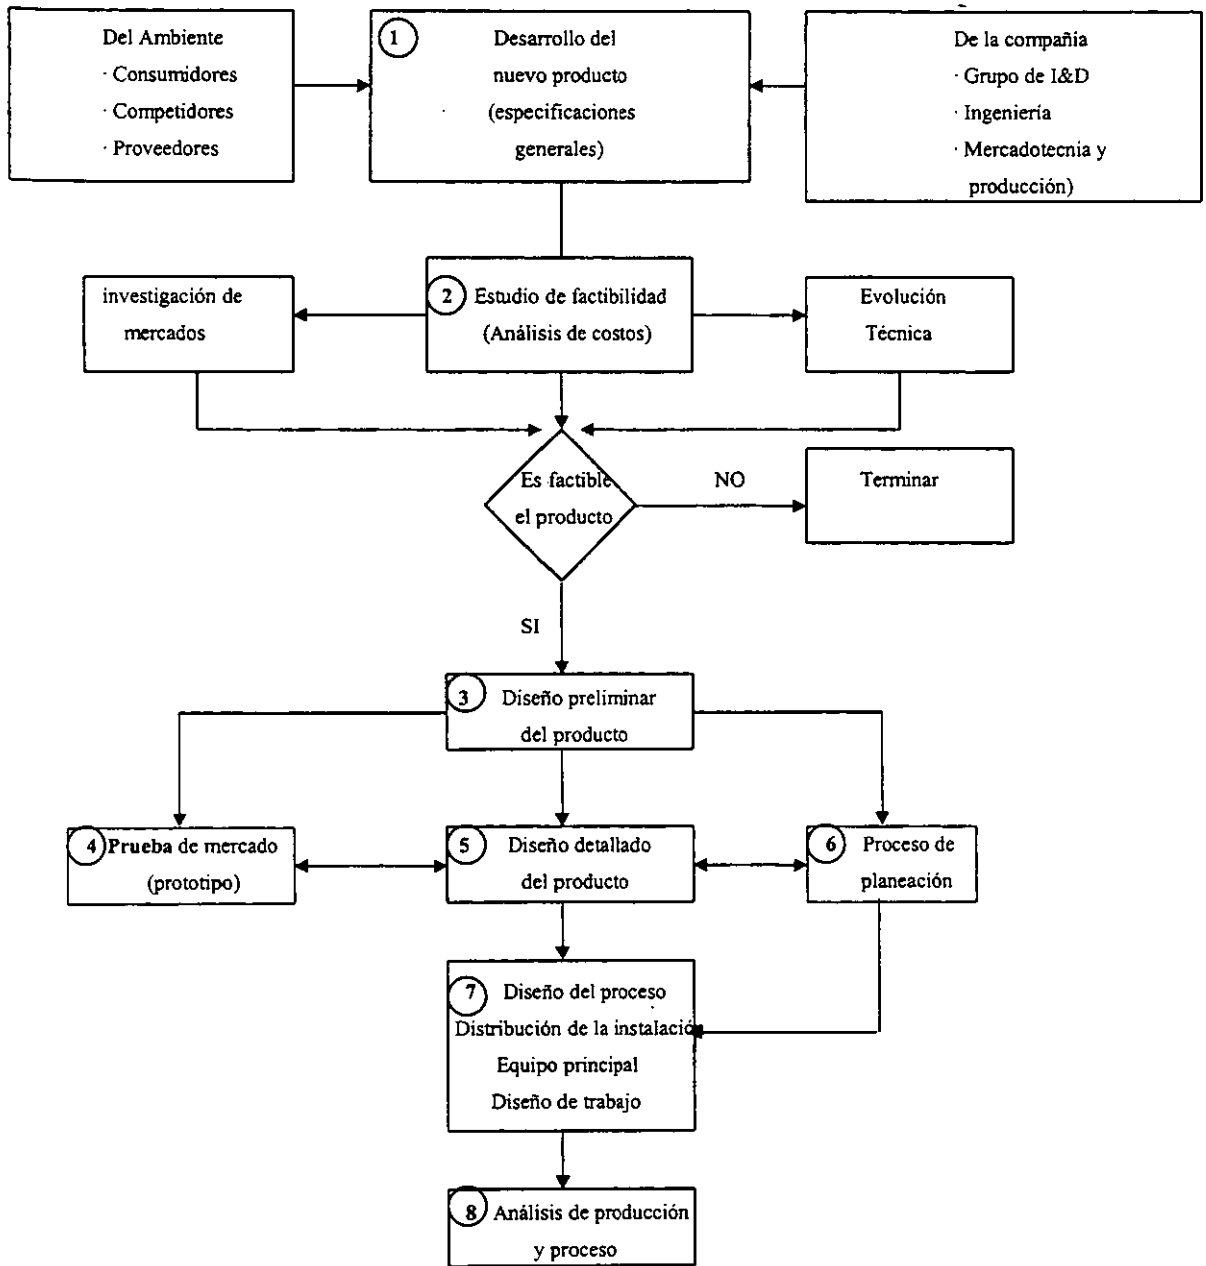 Del Ambiente
· Consumidores
· Competidores
· Proveedores
1
Desarrollo del
nuevo producto
(especificaciones
generales)
De la compañia
· Grupo de I&D
· Ingeniería
· Mercadotecnia y
producción)
investigación de
mercados
2 Estudio de factibilidad
(Análisis de costos)
Evolución
Técnica
Es factible
el producto
NO
Terminar
SI
3 Diseño preliminar
del producto
4 Prueba de mercado
(prototipo)
5 Diseño detallado
del producto
6 Proceso de
planeación
7 Diseño del proceso
Distribución de la instalació
Equipo principal
Diseño de trabajo
8 Análisis de producción
y proceso